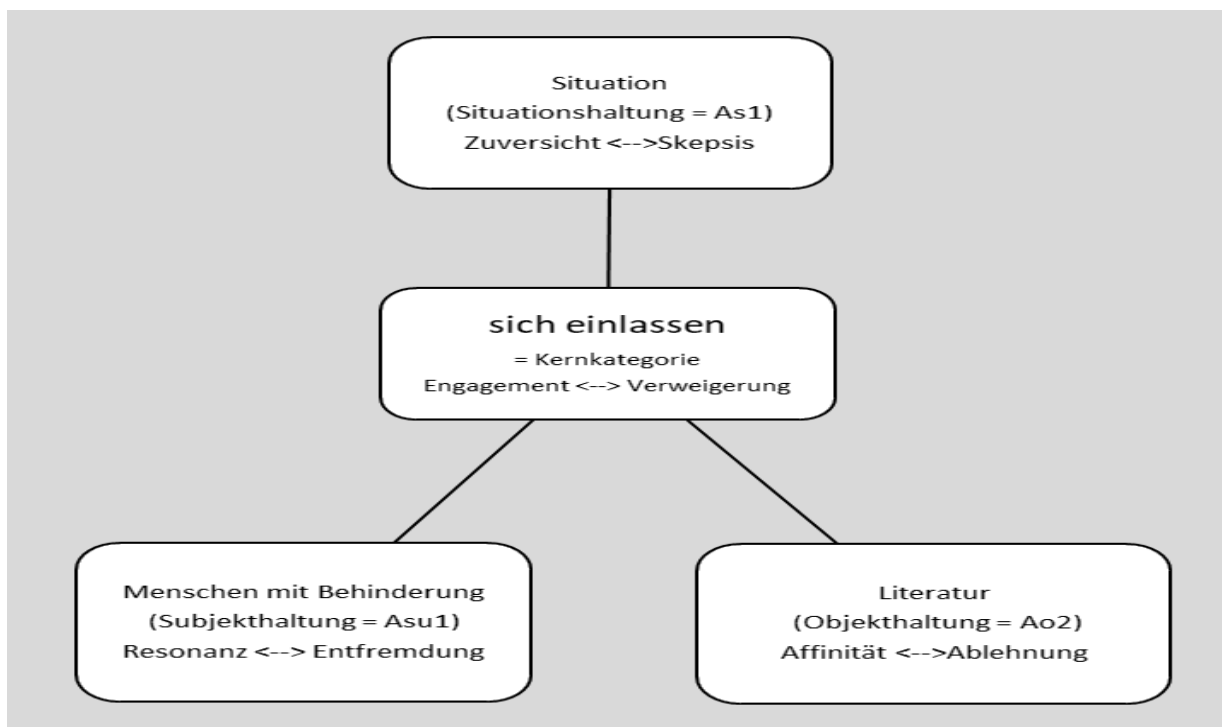 Situation
(Situationshaltung = As1)
Zuversicht <-->Skepsis
sich einlassen
= Kernkategorie
Engagement <--> Verweigerung
Menschen mit Behinderung
(Subjekthaltung = Asu1)
Resonanz <--> Entfremdung
Literatur
(Objekthaltung = Ao2)
Affinität <-->Ablehnung